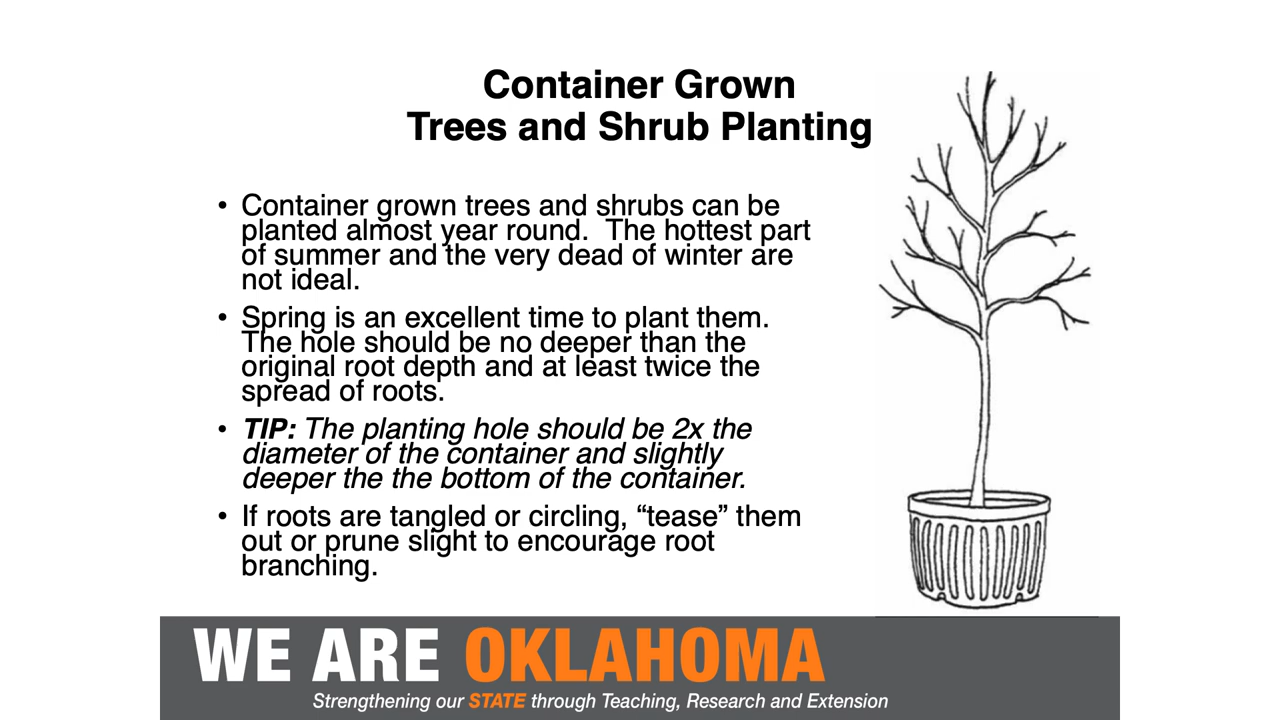 Container Grown
Trees and Shrub Planting
• Container grown trees and shrubs can be
planted almost year round.  The hottest part
of summer and the very dead of winter are
not ideal.
• Spring is an excellent time to plant them.
The hole should be no deeper than the
original root depth and at least twice the
spread of roots.
• TIP: The planting hole should be 2x the
diameter of the container and slightly
deeper the the bottom of the container.
• If roots are tangled or circling, “tease” them
out or prune slight to encourage root
branching.
WE ARE OKLAHOMA
Strengthening our STATE through Teaching, Research and Extension